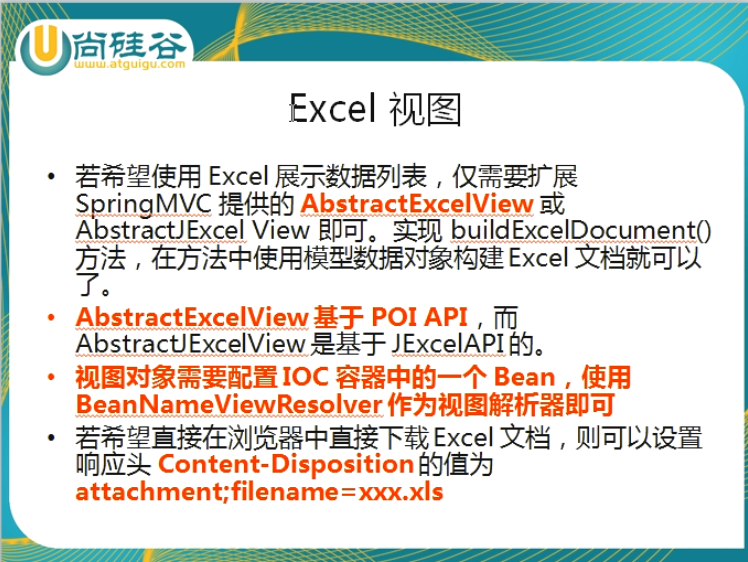 尚硅谷
www.atguigu.com
Excel 视图
• 若希望使用 Excel 展示数据列表，仅需要扩展
SpringMVC 提供的 AbstractExcelView 或
AbstractJExcel View 即可。实现 buildExcelDocument()
方法，在方法中使用模型数据对象构建 Excel 文档就可以
了。
• AbstractExcelView 基于 POI API，而
AbstractJExcelView 是基于 JExcelAPI 的。
• 视图对象需要配置 IOC 容器中的一个 Bean，使用
BeanNameViewResolver 作为视图解析器即可
• 若希望直接在浏览器中直接下载 Excel 文档，则可以设置
响应头 Content-Disposition 的值为
attachment;filename=xxx.xls